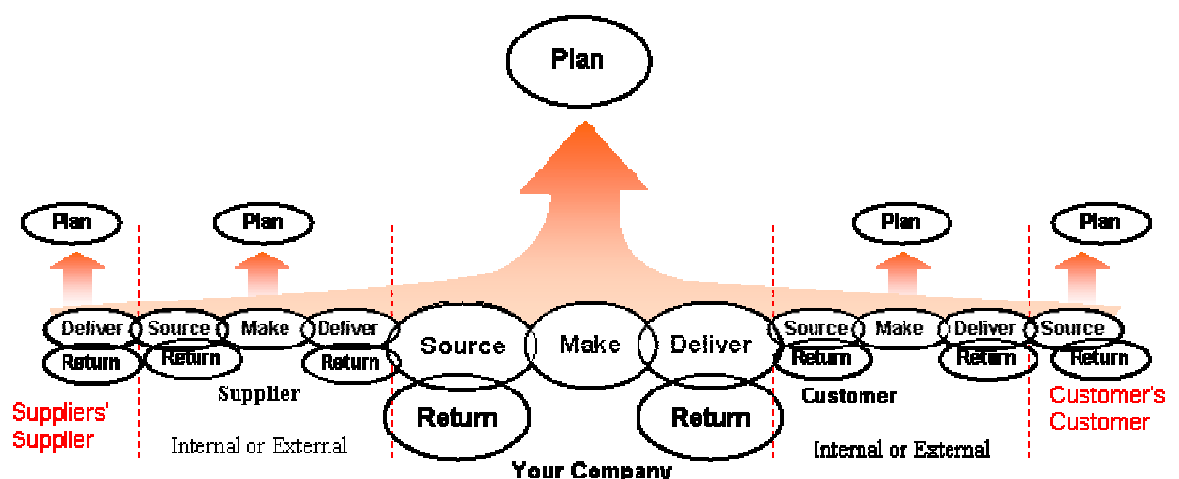 Plan
Plan
Plan
Plan
Plan
Deliver
Source
Make
Deliver
Source
Make
Deliver
Source
Make
Deliver
Source
Return
Return
Return
Return
Return
Return
Return
Return
Suppliers'
Supplier
Supplier
Internal or External
Your Company
Customer
Internal or External
Customer's
Customer